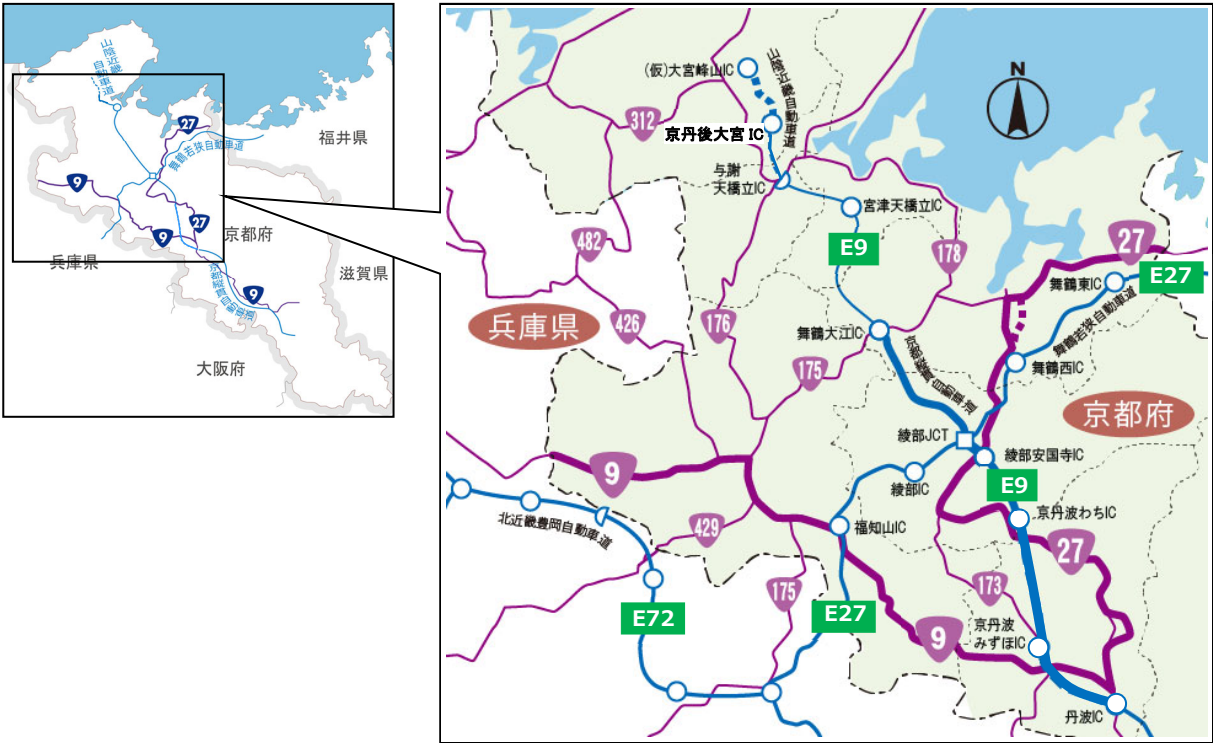 山陰近畿
自動車道
27
福井県
舞鶴若狭自動車道
9
27
京都府
9
兵庫県
滋賀県
京都縦貫
自動車道
9
大阪府
N
(仮)大宮峰山IC
山陰近畿自動車道
312
京丹後大宮 IC
与謝
天橋立IC
宮津天橋立IC
482
E9
178
27
E27
舞鶴東IC
兵庫県
426
176
舞鶴大江IC
舞鶴若狭自動車道
京都縦貫自動車道
175
舞鶴西IC
京都府
綾部JCT
綾部安国寺IC
9
綾部IC
E9
北近畿豊岡自動車道
429
福知山IC
京丹波わちIC
27
175
173
E72
E27
9
京丹波
みずほIC
丹波IC